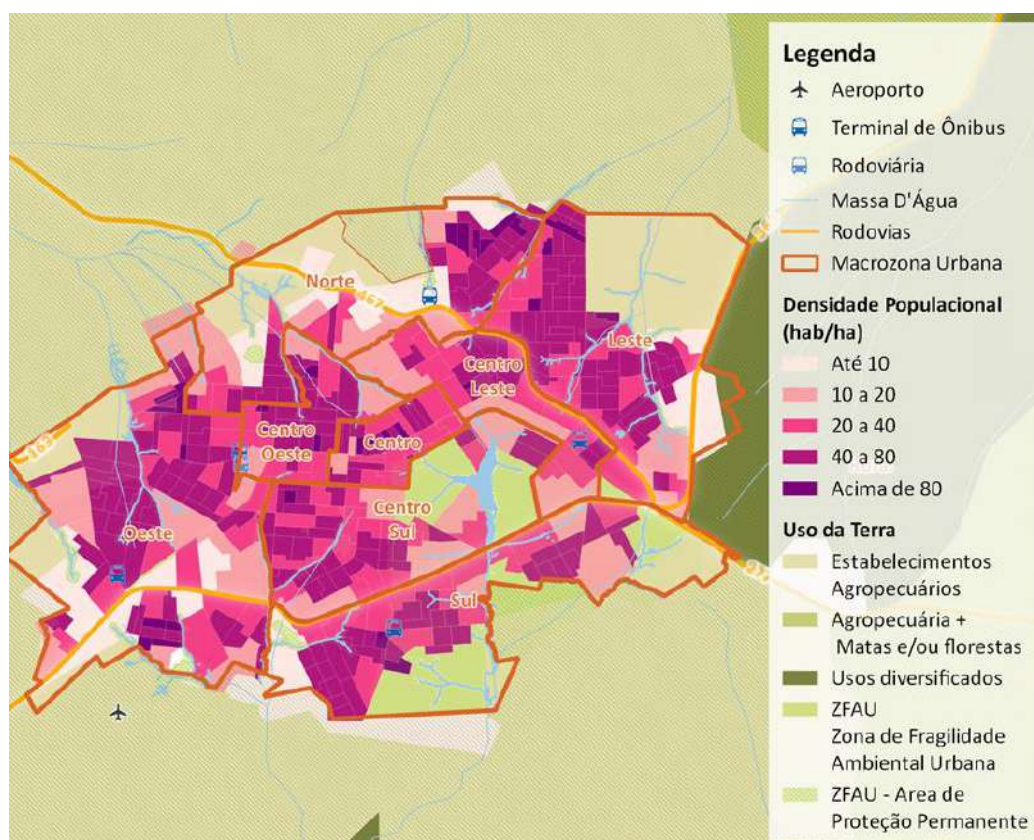 Legenda
Aeroporto
Terminal de Ônibus
Rodoviária
Massa D'Água
Rodovias
Macrozona Urbana
Densidade Populacional
(hab/ha)
Até 10
10 a 20
20 a 40
40 a 80
Acima de 80
Uso da Terra
Estabelecimentos
Agropecuários
Agropecuária +
Matas e/ou florestas
Usos diversificados
ZFAU
Zona de Fragilidade
Ambiental Urbana
ZFAU - Area de
Proteção Permanente
Norte
467
Leste
Centro
Leste
Centro
Oeste
Centro
163
Oeste
Centro
Sul
Sul